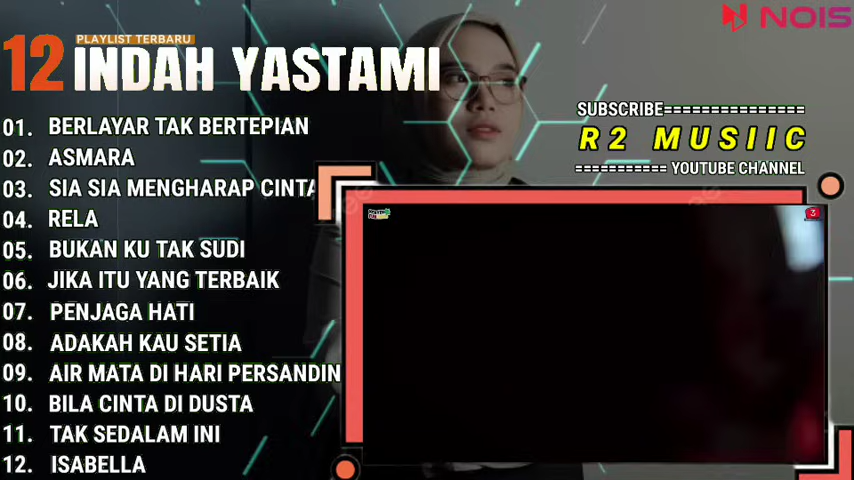 PLAYLIST TERBARU
12 INDAH YASTAMI
NOIS
SUBSCRIBE===============
R2 MUSIIC
=========== YOUTUBE CHANNEL
01. BERLAYAR TAK BERTEPIAN
02. ASMARA
03. SIA SIA MENGHARAP CINTA
04. RELA
05. BUKAN KU TAK SUDI
06. JIKA ITU YANG TERBAIK
07. PENJAGA HATI
08. ADAKAH KAU SETIA
09. AIR MATA DI HARI PERSANDIN
10. BILA CINTA DI DUSTA
11. TAK SEDALAM INI
12. ISABELLA
3